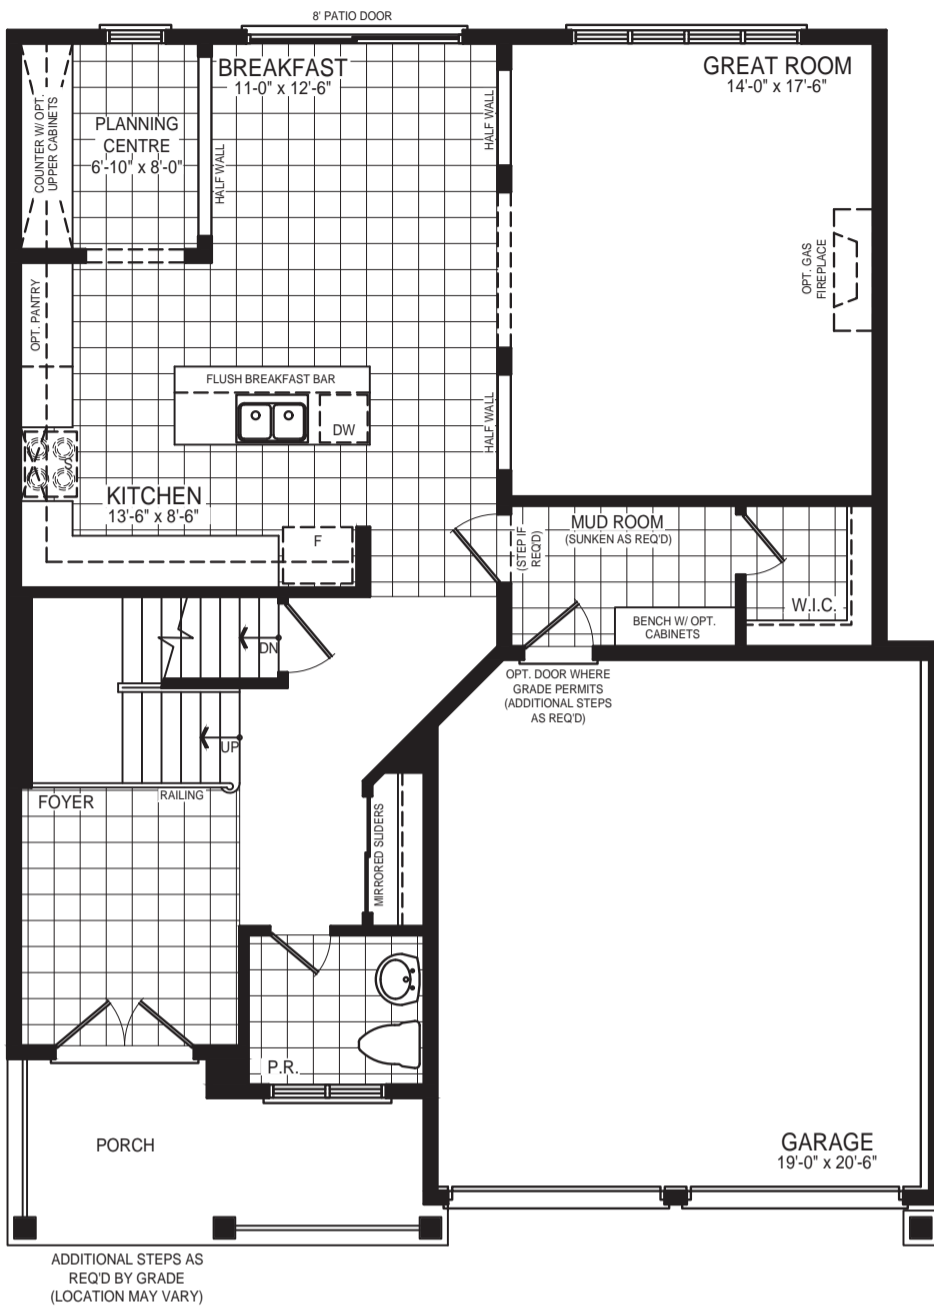 8' PATIO DOOR
BREAKFAST
11-0" x 12'-6"
GREAT ROOM
14'-0" x 17'-6"
COUNTER W/ OPT.
UPPER CABINETS
PLANNING
CENTRE
6'-10" x 8'-0"
HALF WALL
HALF WALL
OPT. GAS
FIREPLACE
OPT. PANTRY
FLUSH BREAKFAST BAR
DW
HALF WALL
S
KITCHEN
13'-6" x 8'-6"
F
(STEP IF
REQ'D)
MUD ROOM
(SUNKEN AS REQ'D)
W.I.C.
BENCH W/ OPT.
CABINETS
DN
OPT. DOOR WHERE
GRADE PERMITS
(ADDITIONAL STEPS
AS REQ'D)
UP
FOYER
RAILING
MIRRORED SLIDERS
P.R.
PORCH
GARAGE
19'-0" x 20'-6"
ADDITIONAL STEPS AS
REQ'D BY GRADE
(LOCATION MAY VARY)